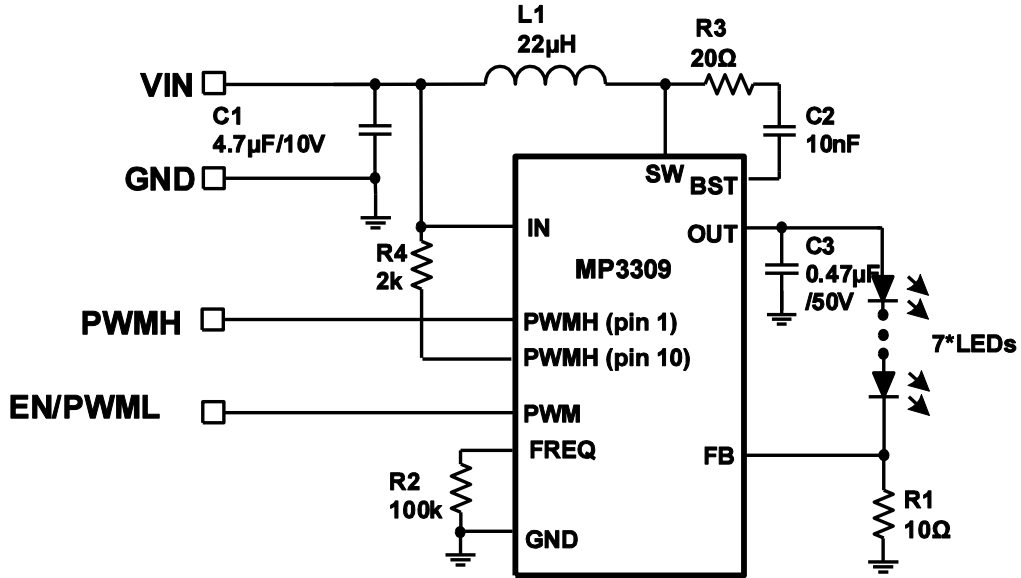 L1
22µH
R3
20Ω
VIN
C1
4.7µF/10V
C2
10nF
GND
SW
BST
IN
OUT
R4
2k
MP3309
C3
0.47µF
/50V
PWMH
PWMH (pin 1)
PWMH (pin 10)
7*LEDs
EN/PWML
PWM
FREQ
FB
R2
100k
R1
10Ω
GND